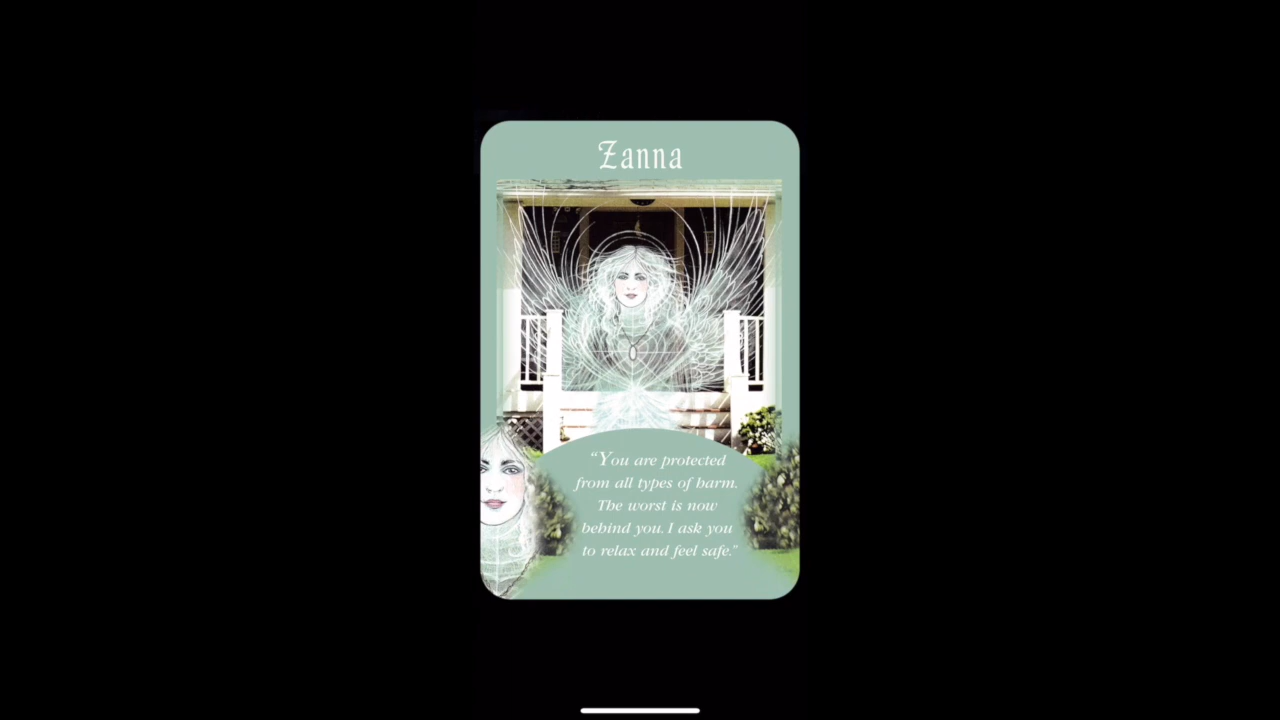 Zanna
“You are protected
from all types of harm.
The worst is now
behind you. I ask you
to relax and feel safe.”